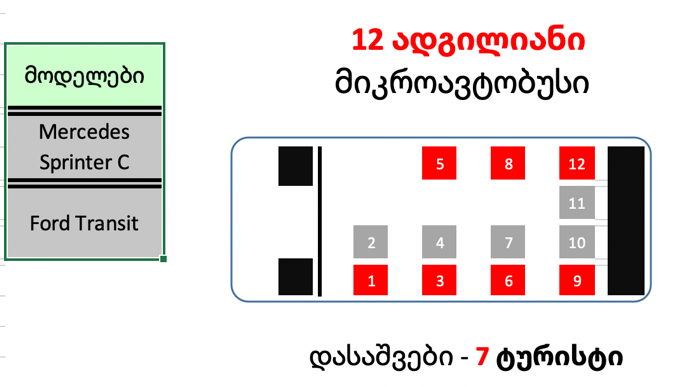 12 ადგილიანი
მიკროავტობუსი
მოდელები
Mercedes
Sprinter C
Ford Transit
5 8 12
11
2 4 7 10
1 3 6 9
დასაშვები - 7 ტურისტი